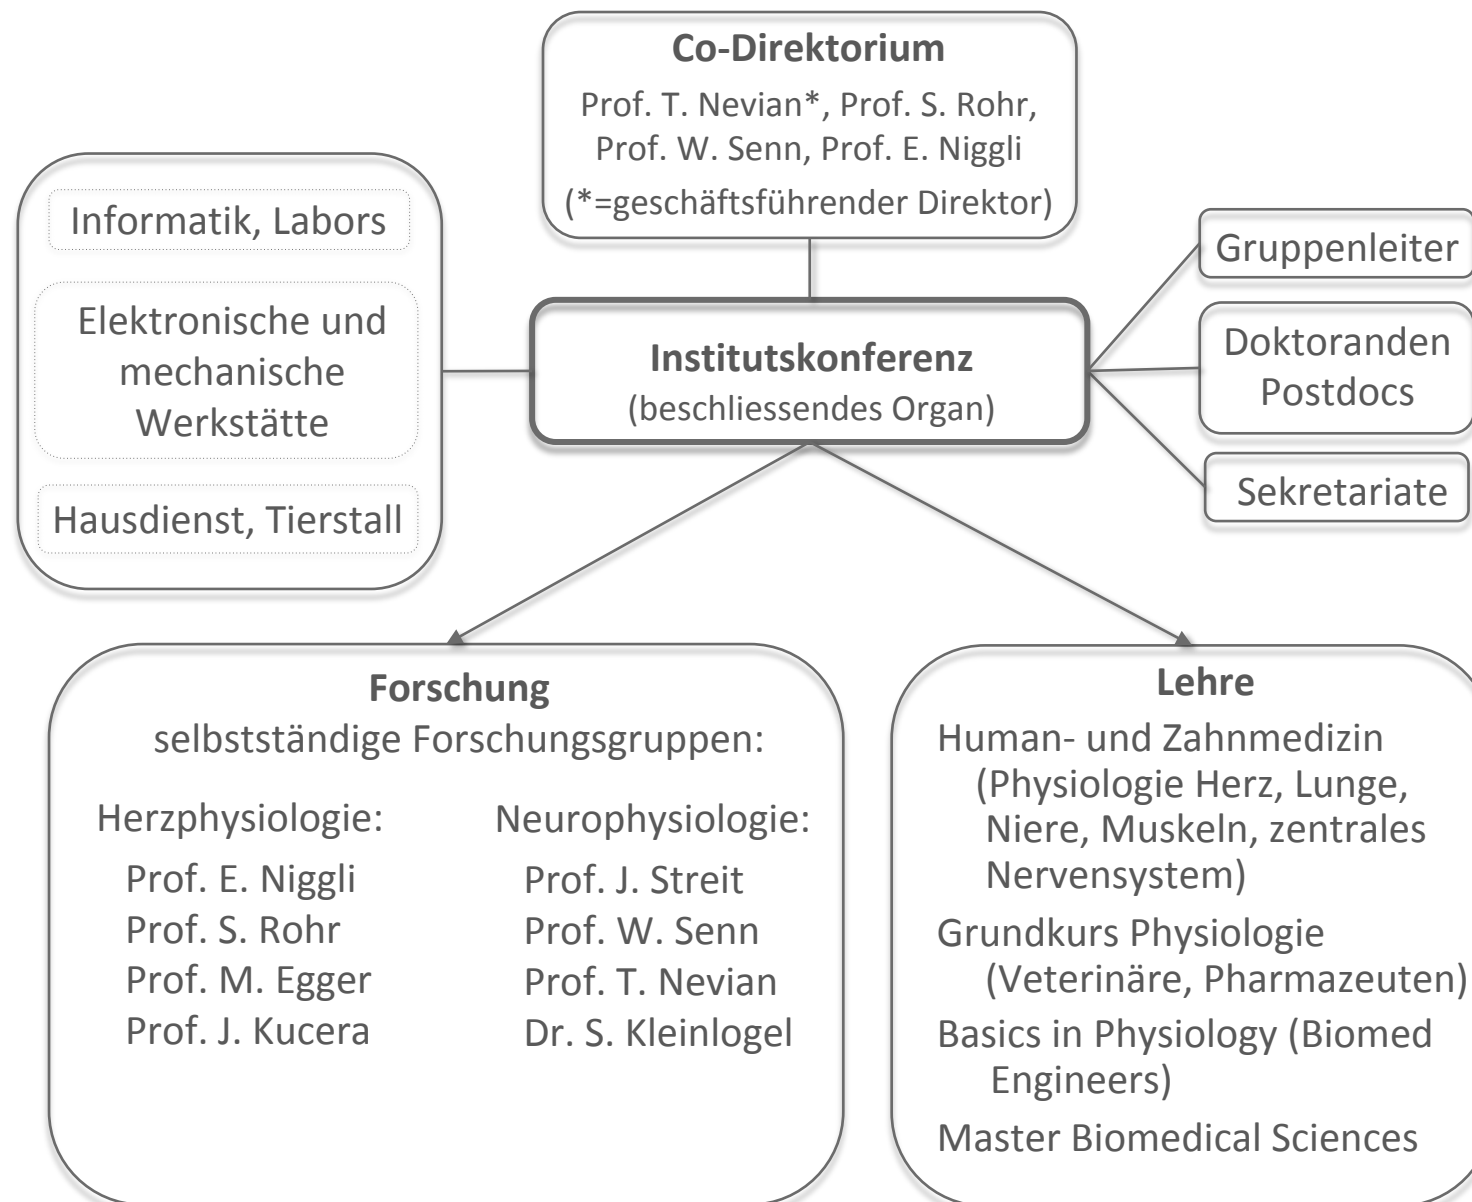 Co-Direktorium
Prof. T. Nevian*, Prof. S. Rohr,
Prof. W. Senn, Prof. E. Niggli
(*=geschäftsführender Direktor)
Informatik, Labors
Elektronische und
mechanische
Werkstätte
Hausdienst, Tierstall
Institutskonferenz
(beschliessendes Organ)
Gruppenleiter
Doktoranden
Postdocs
Sekretariate
Forschung
selbstständige Forschungsgruppen:
Herzphysiologie:
Prof. E. Niggli
Prof. S. Rohr
Prof. M. Egger
Prof. J. Kucera
Neurophysiologie:
Prof. J. Streit
Prof. W. Senn
Prof. T. Nevian
Dr. S. Kleinlogel
Lehre
Human- und Zahnmedizin
(Physiologie Herz, Lunge,
Niere, Muskeln, zentrales
Nervensystem)
Grundkurs Physiologie
(Veterinäre, Pharmazeuten)
Basics in Physiology (Biomed
Engineers)
Master Biomedical Sciences